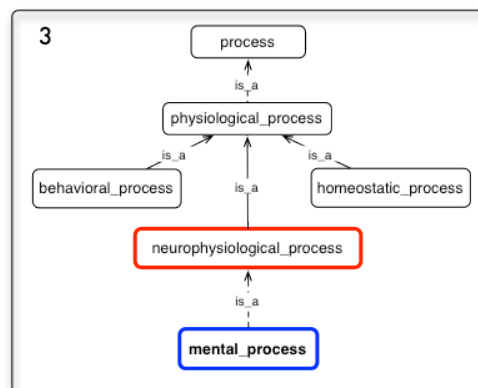 3
process
is_a
physiological_process
is_a
is_a
behavioral_process
is_a
homeostatic_process
neurophysiological_process
is_a
mental_process